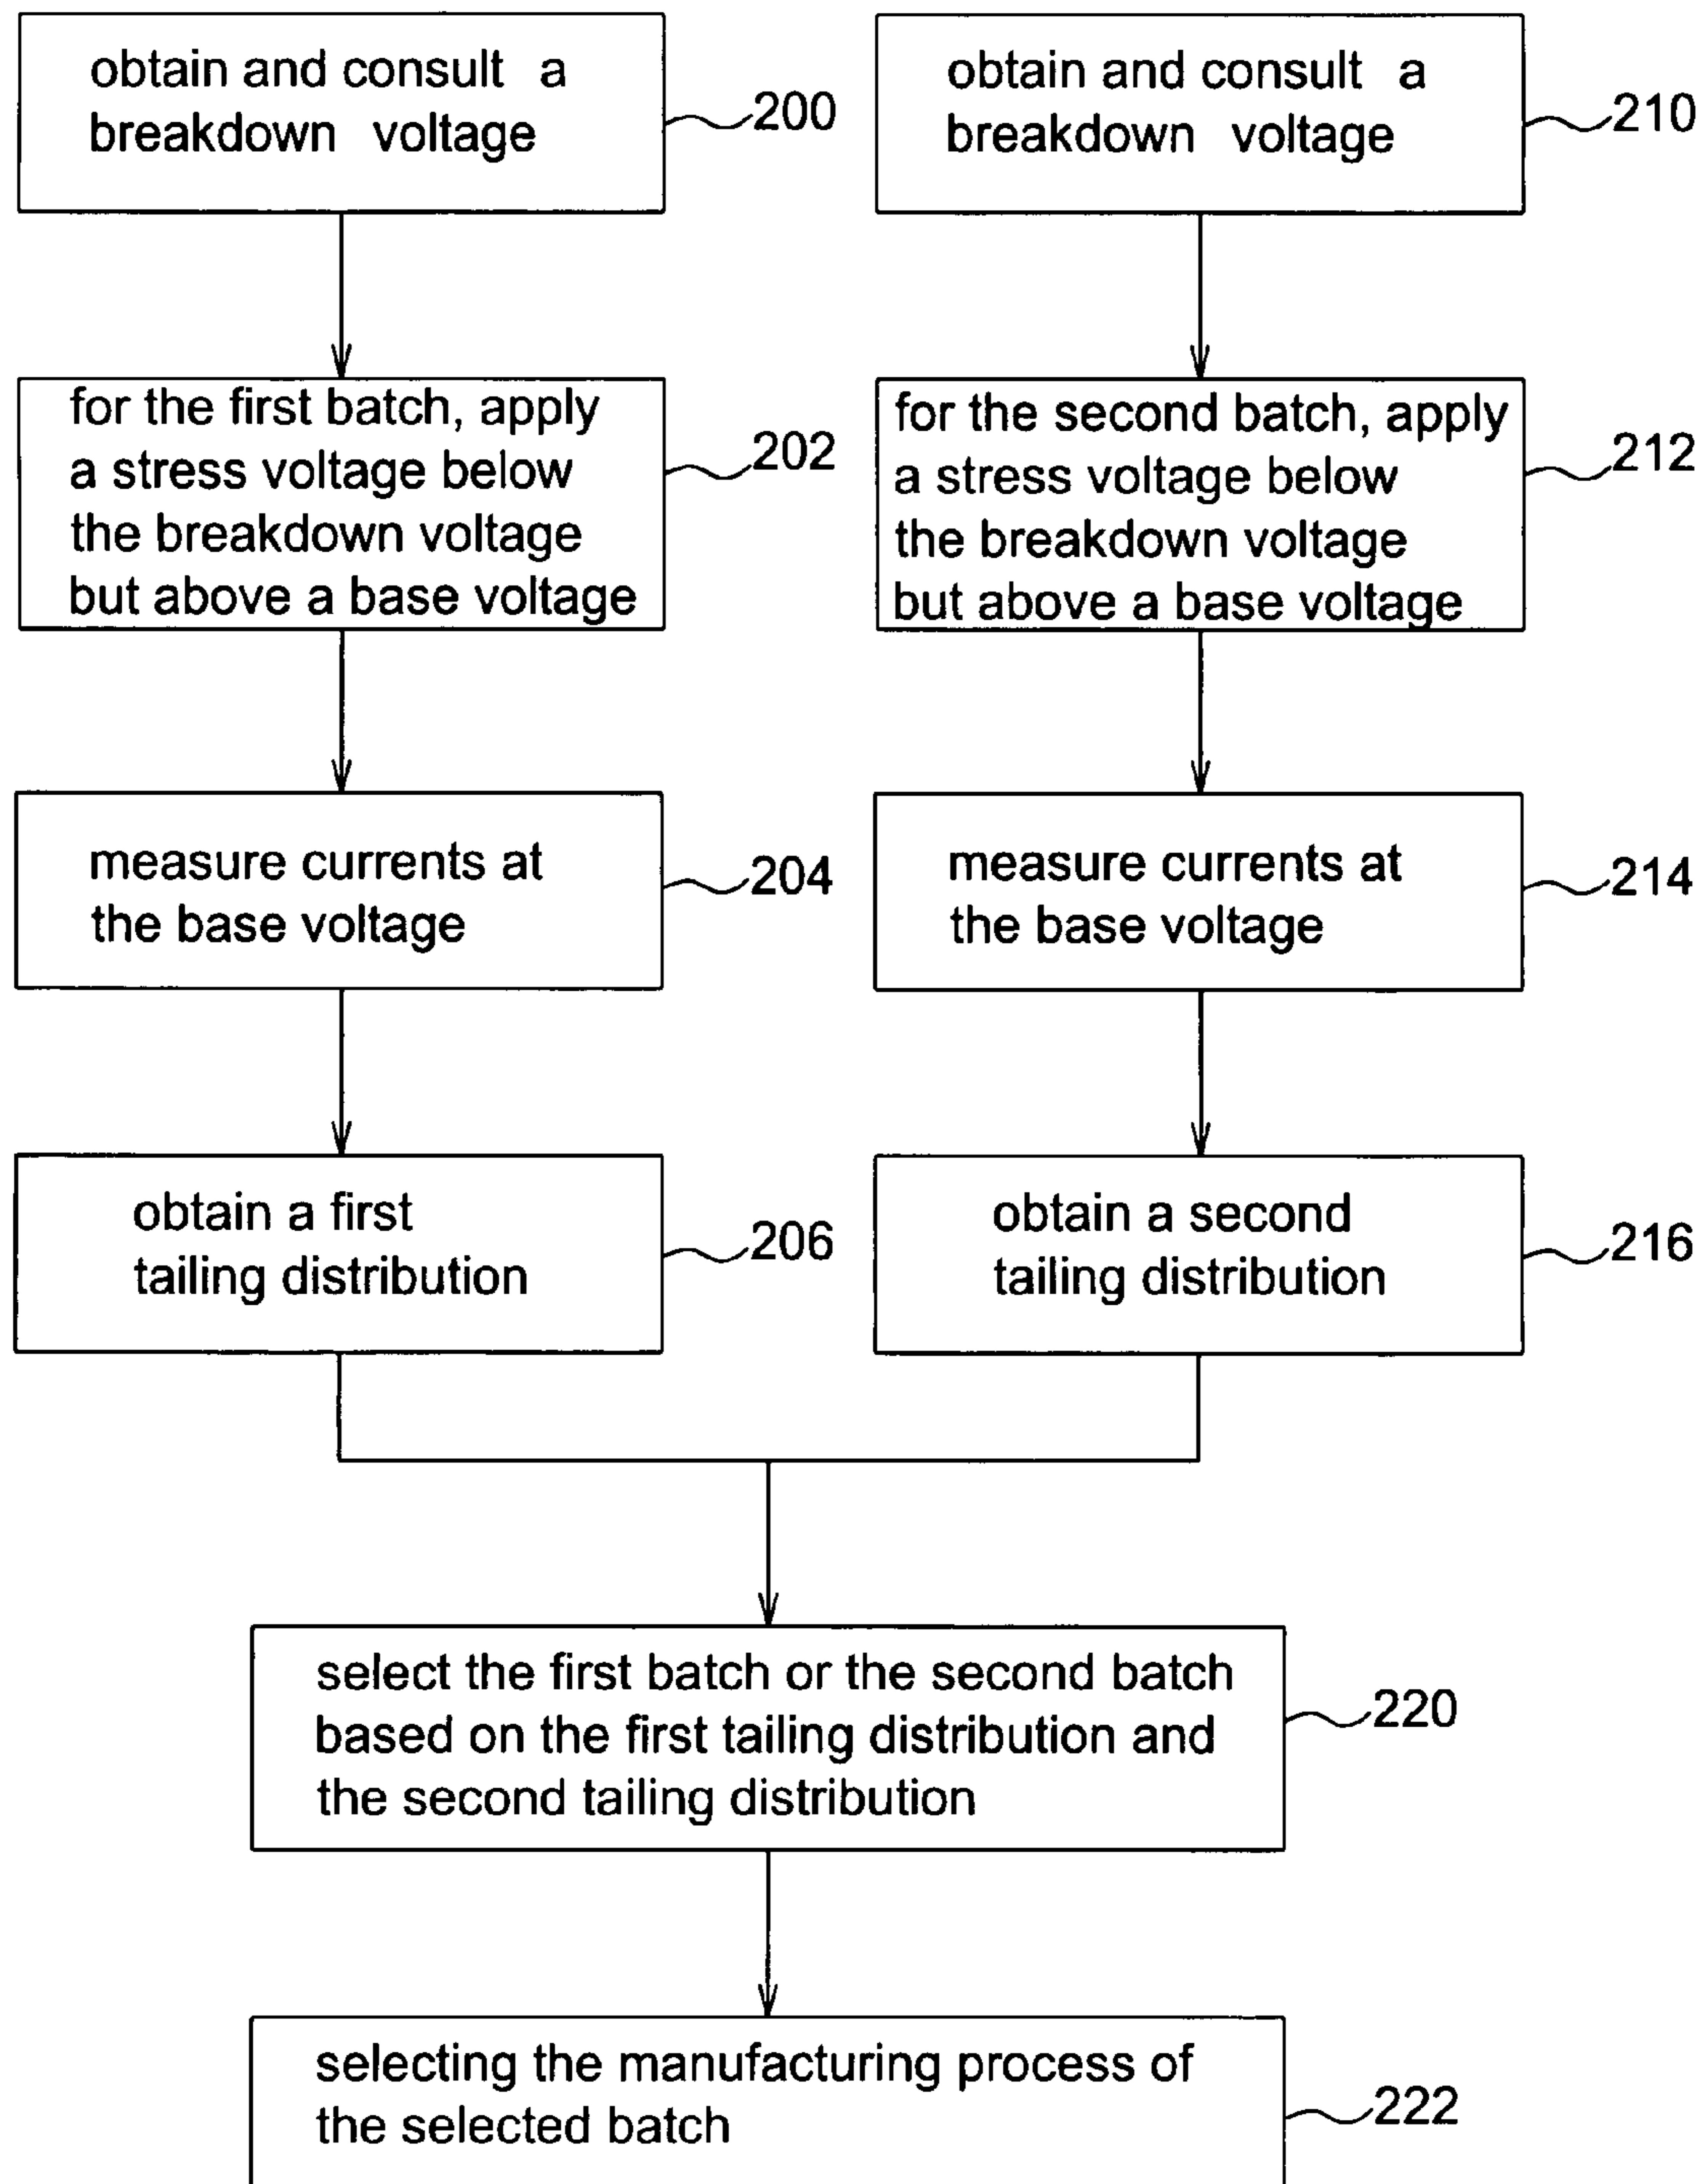 obtain and consult a
breakdown voltage
200
obtain and consult a
breakdown voltage
210
for the first batch, apply
a stress voltage below
the breakdown voltage
but above a base voltage
202
for the second batch, apply
a stress voltage below
the breakdown voltage
but above a base voltage
212
measure currents at
the base voltage
204
measure currents at
the base voltage
214
obtain a first
tailing distribution
206
obtain a second
tailing distribution
216
select the first batch or the second batch
based on the first tailing distribution and
the second tailing distribution
220
selecting the manufacturing process of
the selected batch
222